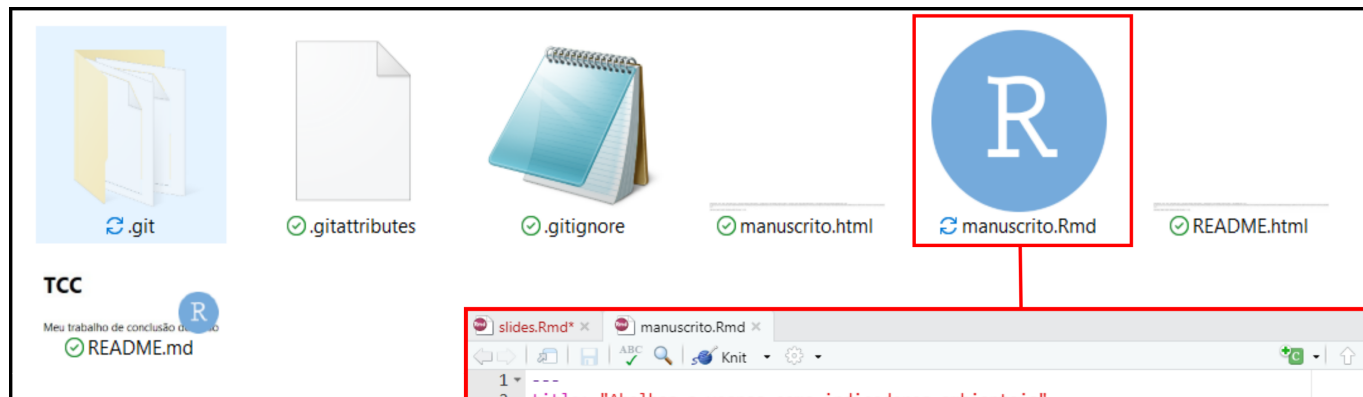 R
.git
.gitattributes
.gitignore
manuscrito.html
manuscrito.Rmd
README.html
TCC
Meu trabalho de conclusão
R
README.md
slides.Rmd*
manuscrito.Rmd
ABC
Knit
1 ---